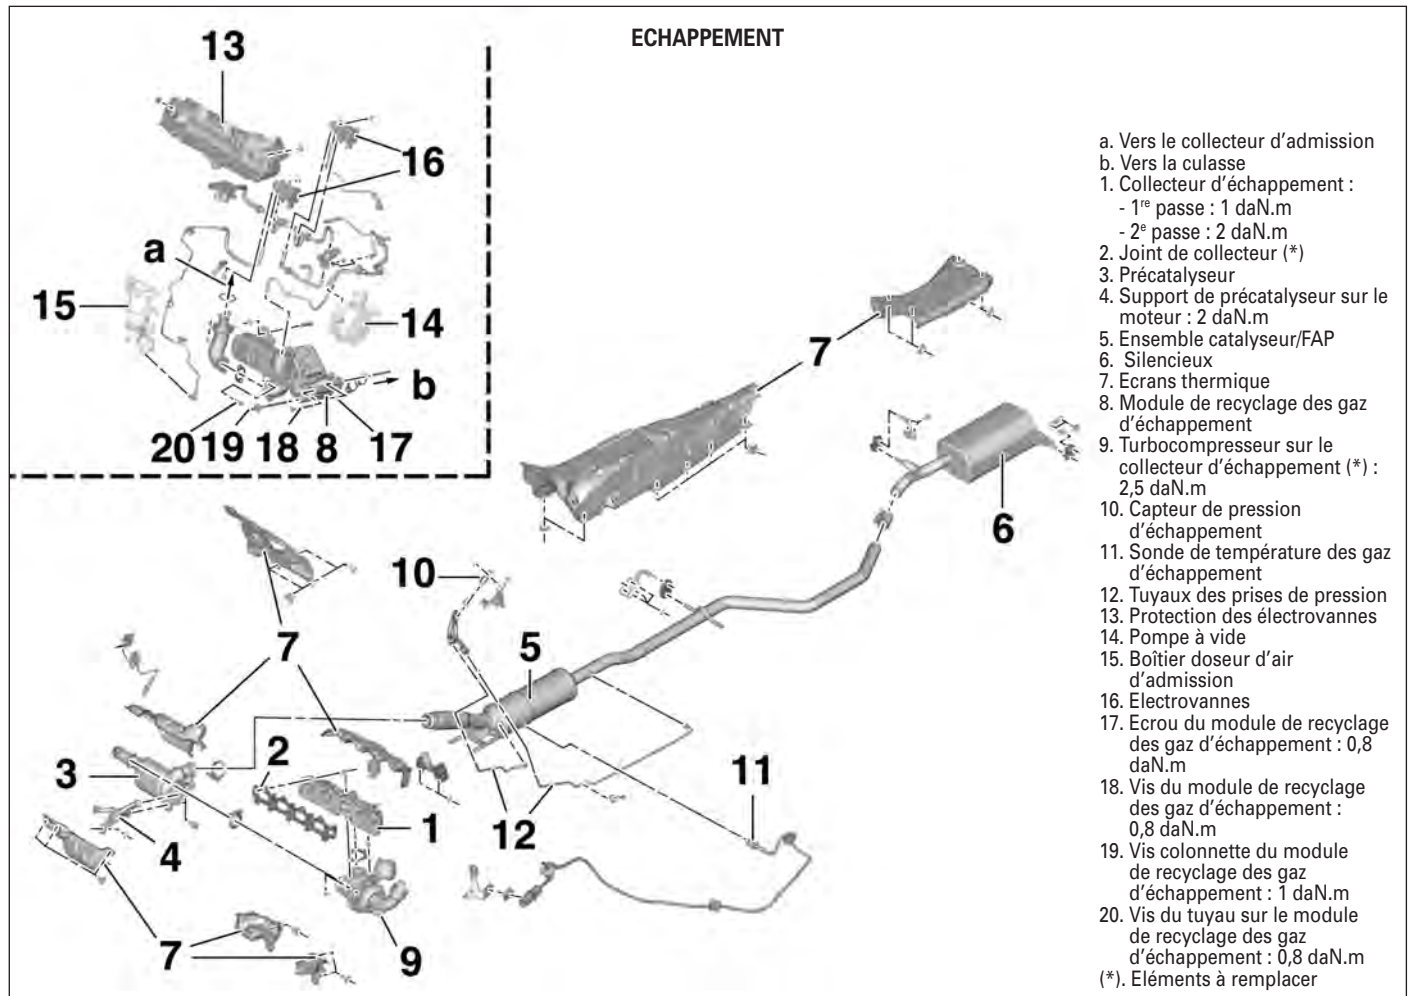 ECHAPPEMENT
13
16
a
15
14
b
20
19
18
8
17
7
6
10
7
5
2
3
11
1
12
4
7
9
a. Vers le collecteur d'admission
b. Vers la culasse
1. Collecteur d'échappement :
- 1re passe : 1 daN.m
- 2e passe : 2 daN.m
2. Joint de collecteur (*)
3. Précatalyseur
4. Support de précatalyseur sur le
moteur : 2 daN.m
5. Ensemble catalyseur/FAP
6. Silencieux
7. Ecrans thermique
8. Module de recyclage des gaz
d'échappement
9. Turbocompresseur sur le
collecteur d'échappement (*) :
2,5 daN.m
10. Capteur de pression
d'échappement
11. Sonde de température des gaz
d'échappement
12. Tuyaux des prises de pression
13. Protection des électrovannes
14. Pompe à vide
15. Boîtier doseur d'air
d'admission
16. Electrovannes
17. Ecrou du module de recyclage
des gaz d'échappement : 0,8
daN.m
18. Vis du module de recyclage
des gaz d'échappement :
0,8 daN.m
19. Vis colonnette du module
de recyclage des gaz
d'échappement : 1 daN.m
20. Vis du tuyau sur le module
de recyclage des gaz
d'échappement : 0,8 daN.m
(*). Eléments à remplacer